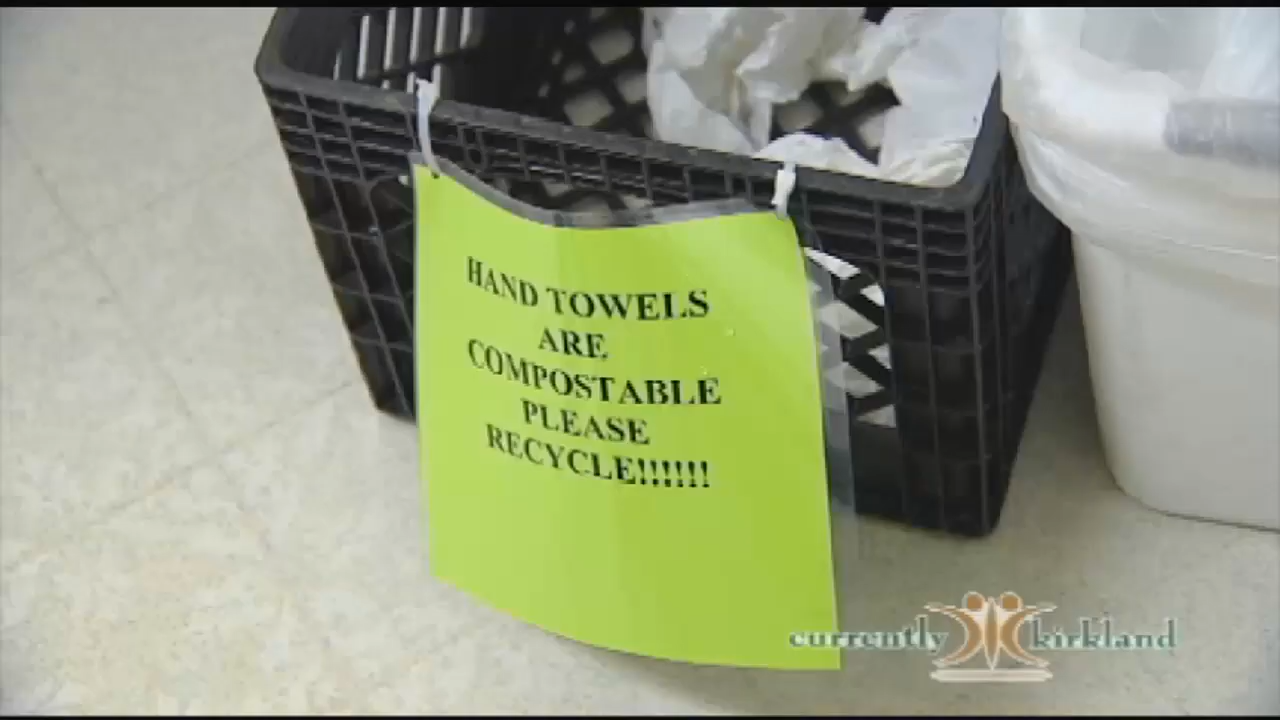 HAND TOWELS
ARE
COMPOSTABLE
PLEASE
RECYCLE!!!!!!
currently kirkland